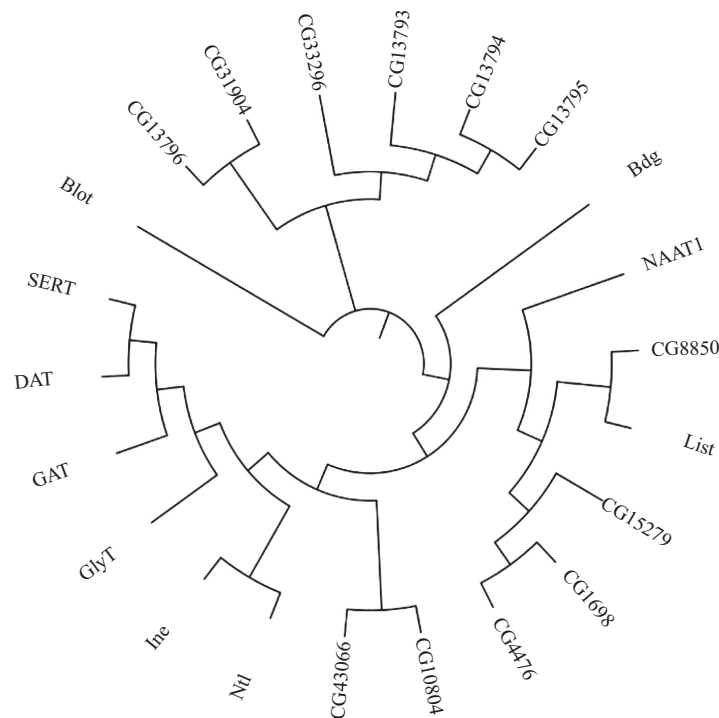 CG13793
CG33296
CG13794
CG31904
CG13795
CG13796
Bdg
Blot
NAAT1
SERT
CG8850
DAT
List
GAT
CG15279
GlyT
CG1698
Ine
CG4476
Ntl
CG43066
CG10804